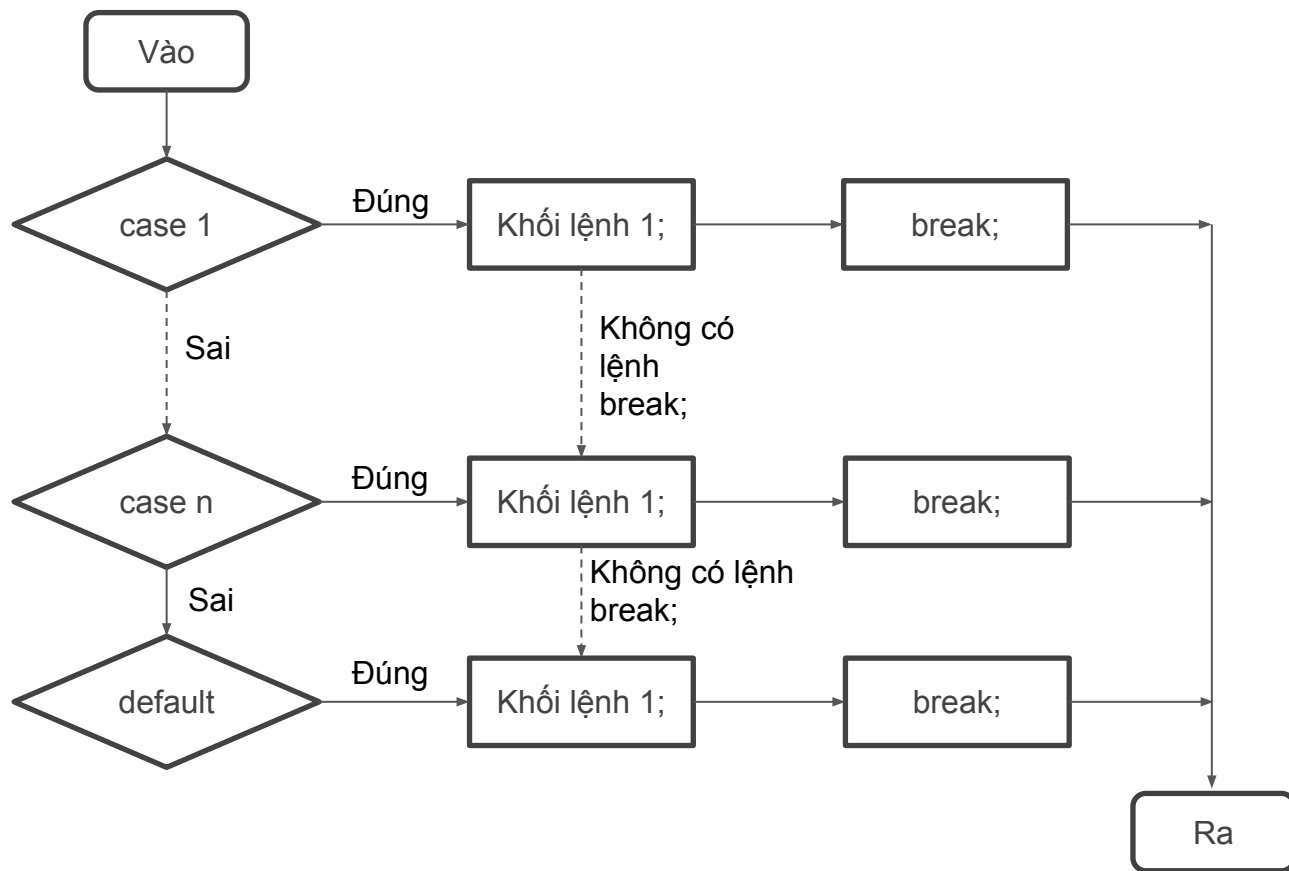 Vào
case 1
Đúng
Khối lệnh 1;
break;
Sai
Không có
lệnh
break;
case n
Đúng
Khối lệnh 1;
break;
Sai
Không có lệnh
break;
default
Đúng
Khối lệnh 1;
break;
Ra